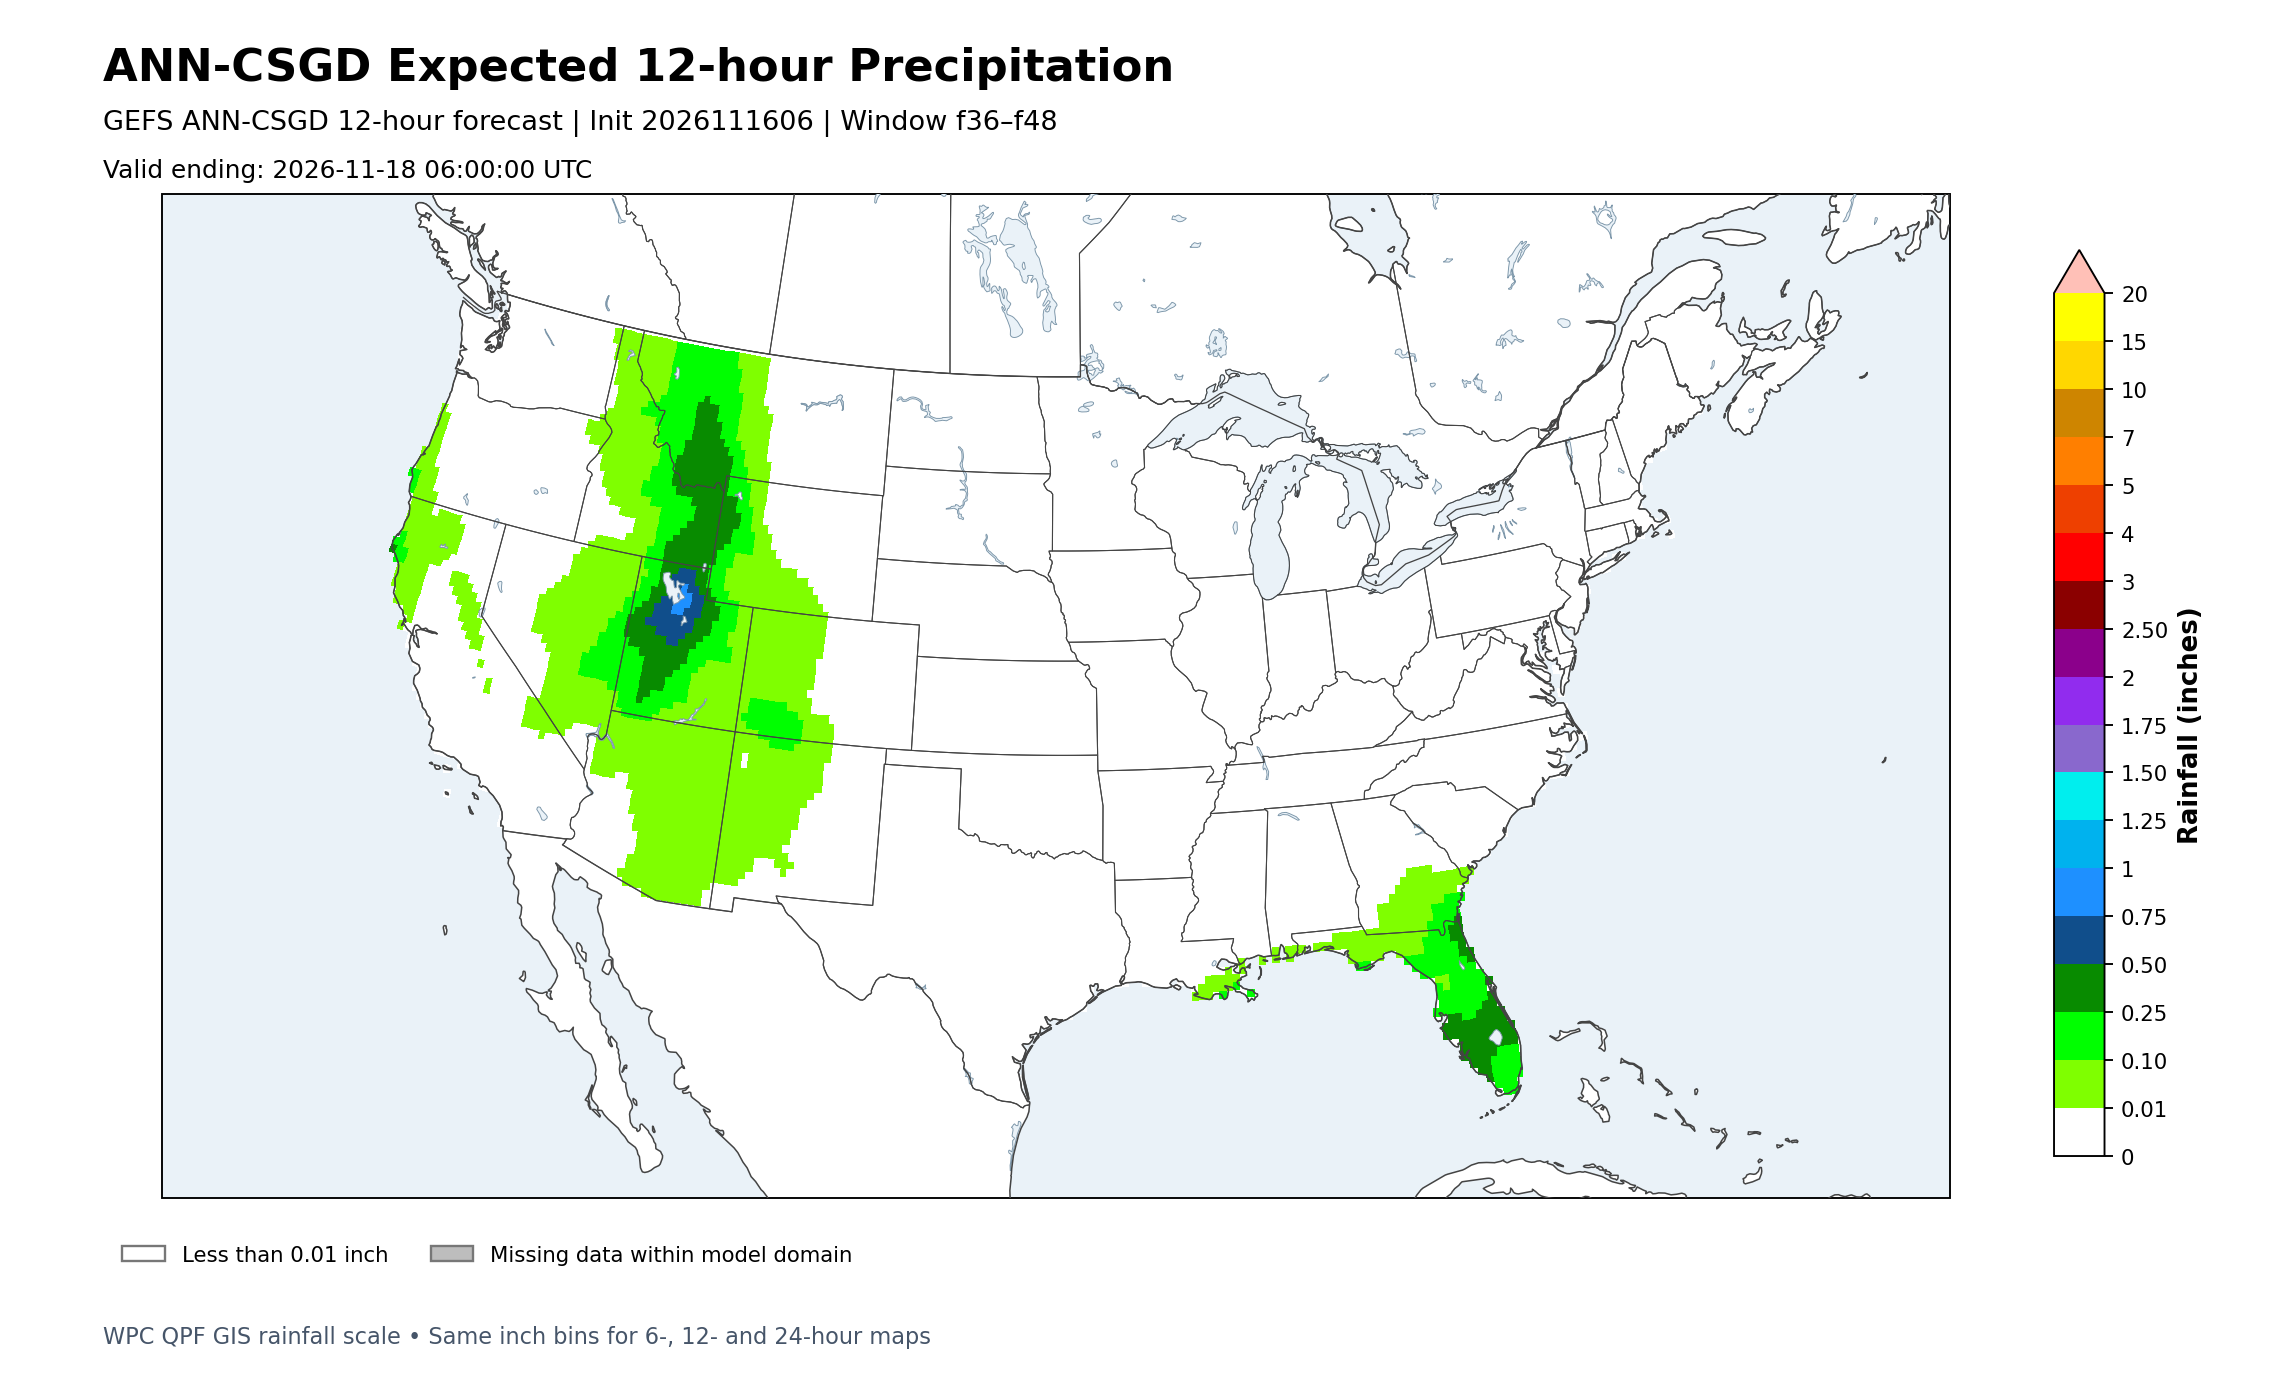 ANN-CSGD Expected 12-hour Precipitation
GEFS ANN-CSGD 12-hour forecast | Init 2026111606 | Window f36–f48
Valid ending: 2026-11-18 06:00:00 UTC
20
15
10
7
5
4
3
2.50
2
1.75
1.50
1.25
1
0.75
0.50
0.25
0.10
0.01
0
Rainfall (inches)
Less than 0.01 inch
Missing data within model domain
WPC QPF GIS rainfall scale • Same inch bins for 6-, 12- and 24-hour maps